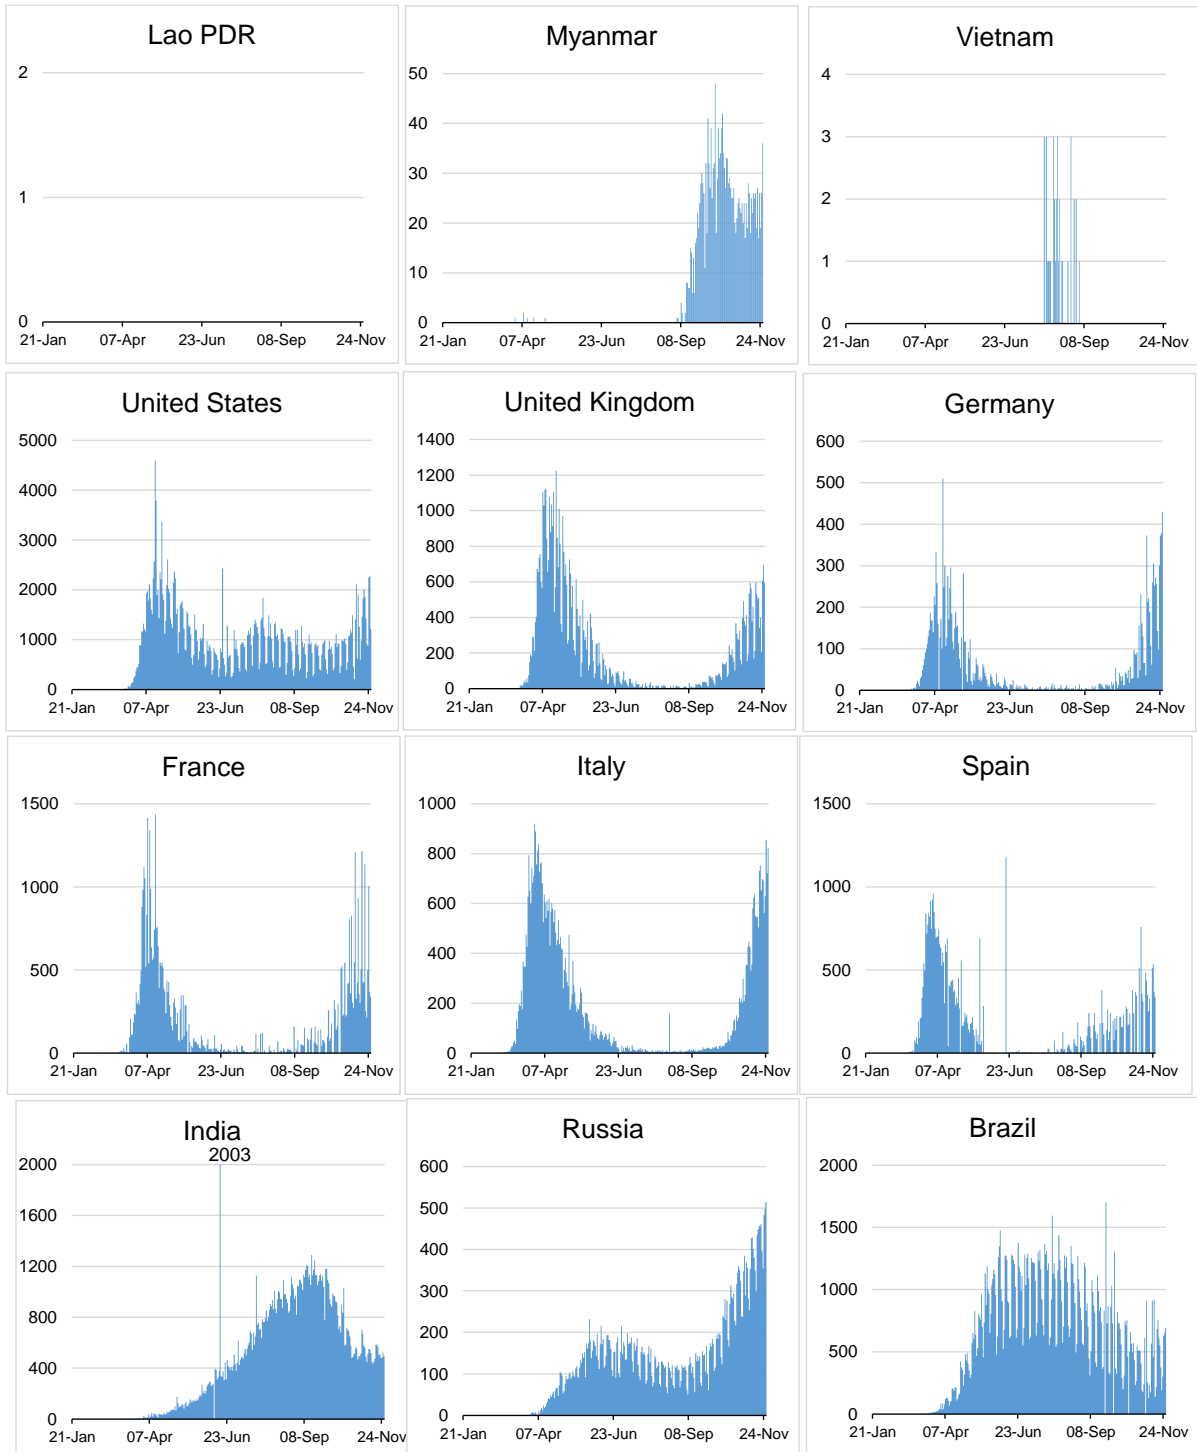 Lao PDR
2
1
0
21-Jan 07-Apr 23-Jun 08-Sep 24-Nov
Myanmar
50
40
30
20
10
0
21-Jan 07-Apr 23-Jun 08-Sep 24-Nov
Vietnam
4
3
2
1
0
21-Jan 07-Apr 23-Jun 08-Sep 24-Nov
United States
5000
4000
3000
2000
1000
0
21-Jan 07-Apr 23-Jun 08-Sep 24-Nov
United Kingdom
1400
1200
1000
800
600
400
200
0
21-Jan 07-Apr 23-Jun 08-Sep 24-Nov
Germany
600
500
400
300
200
100
0
21-Jan 07-Apr 23-Jun 08-Sep 24-Nov
France
1500
1000
500
0
21-Jan 07-Apr 23-Jun 08-Sep 24-Nov
Italy
1000
800
600
400
200
0
21-Jan 07-Apr 23-Jun 08-Sep 24-Nov
Spain
1500
1000
500
0
21-Jan 07-Apr 23-Jun 08-Sep 24-Nov
India
2003
2000
1600
1200
800
400
0
21-Jan 07-Apr 23-Jun 08-Sep 24-Nov
Russia
600
500
400
300
200
100
0
21-Jan 07-Apr 23-Jun 08-Sep 24-Nov
Brazil
2000
1500
1000
500
0
21-Jan 07-Apr 23-Jun 08-Sep 24-Nov